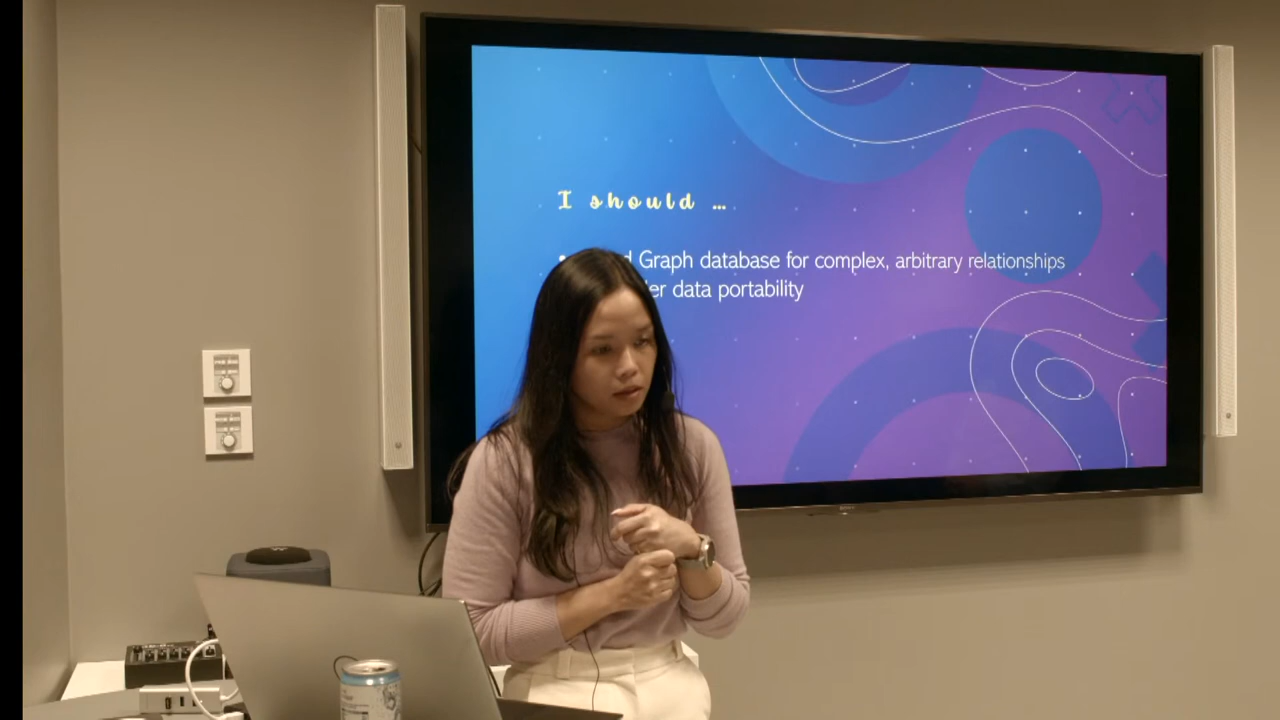 I should ...
Graph database for complex, arbitrary relationships
data portability